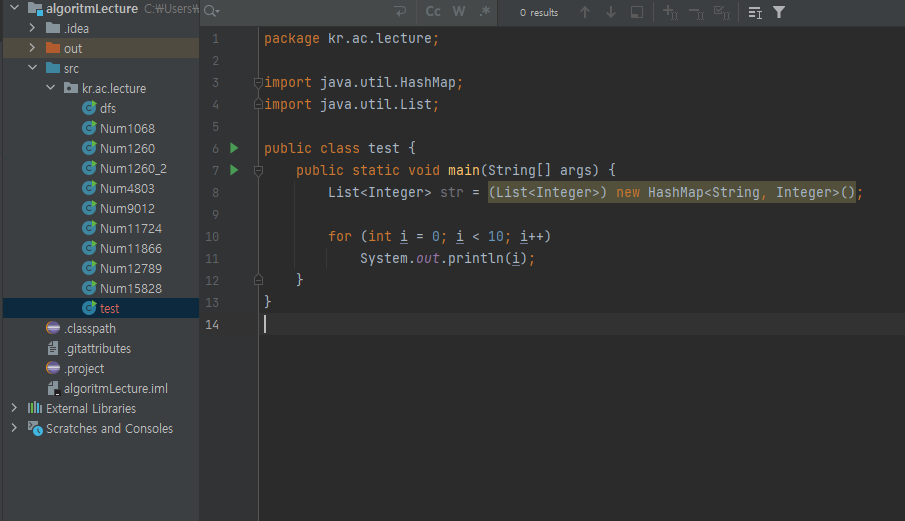 algoritmLecture C:₩Users₩
.idea
out
src
kr.ac.lecture
dfs
Num1068
Num1260
Num1260_2
Num4803
Num9012
Num11724
Num11866
Num12789
Num15828
test
.classpath
.gitattributes
.project
algoritmLecture.iml
External Libraries
Scratches and Consoles
Cc W .* 0 results
1 package kr.ac.lecture;
2
3 import java.util.HashMap;
4 import java.util.List;
5
6 public class test {
7 public static void main(String[] args) {
8 List<Integer> str = (List<Integer>) new HashMap<String, Integer>();
9
10 for (int i = 0; i < 10; i++)
11 System.out.println(i);
12 }
13 }
14